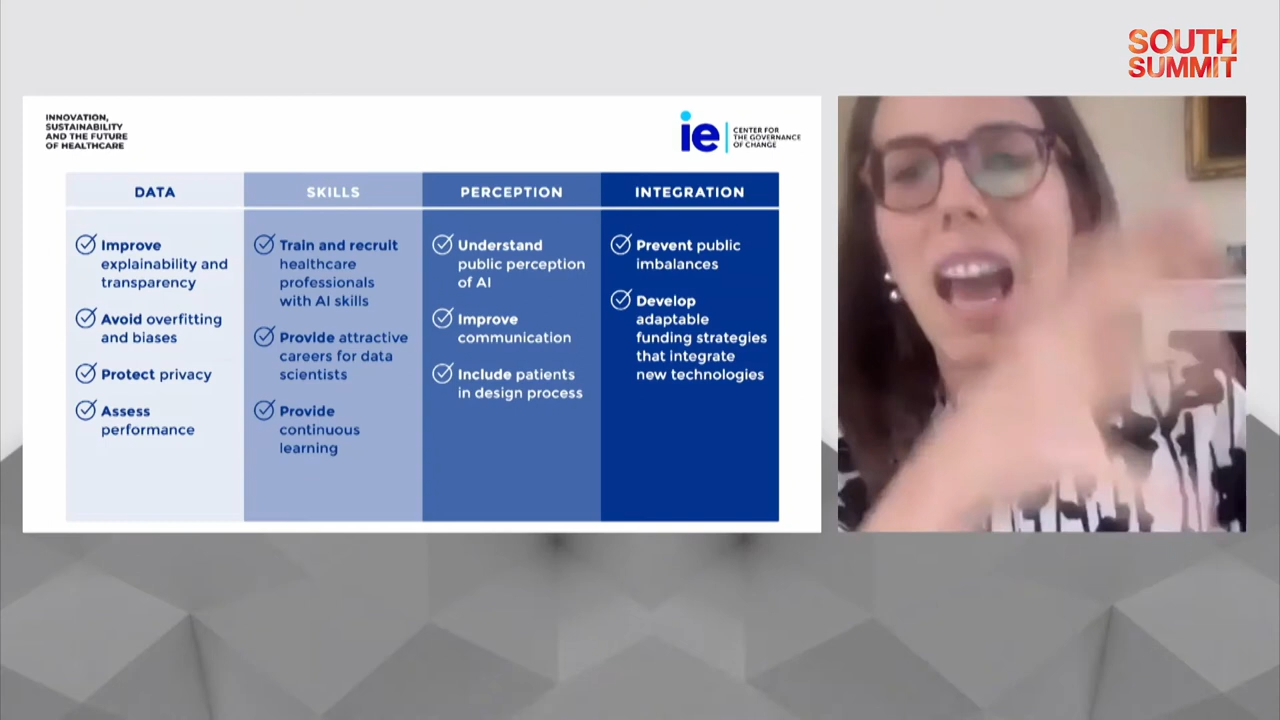 SOUTH
SUMMIT
INNOVATION,
SUSTAINABILITY
AND THE FUTURE
OF HEALTHCARE
ie
CENTER FOR
THE GOVERNANCE
OF CHANGE
DATA
Improve
explainability and
transparency
Avoid overfitting
and biases
Protect privacy
Assess
performance
SKILLS
Train and recruit
healthcare
professionals
with AI skills
Provide attractive
careers for data
scientists
Provide
continuous
learning
PERCEPTION
Understand
public perception
of AI
Improve
communication
Include patients
in design process
INTEGRATION
Prevent public
imbalances
Develop
adaptable
funding strategies
that integrate
new technologies